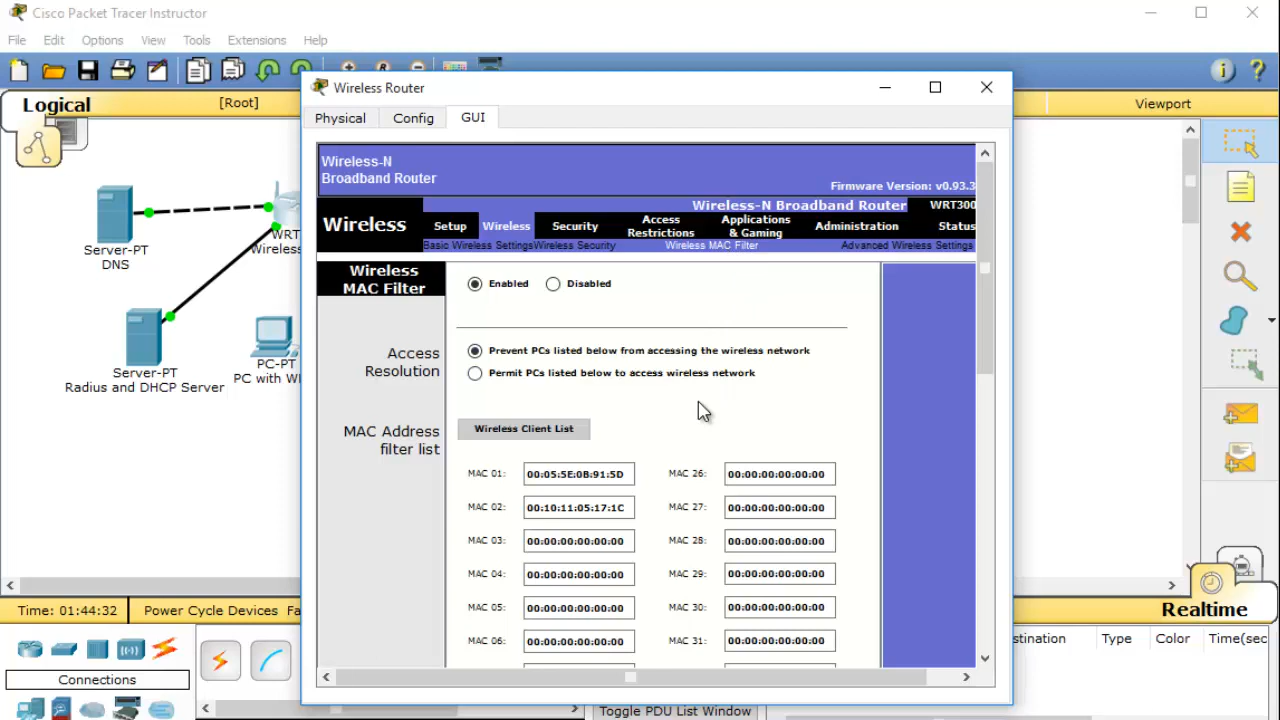 Cisco Packet Tracer Instructor
File Edit Options View Tools Extensions Help
Logical [Root] Viewport
Server-PT
DNS
WRT
Wireless
Server-PT
Radius and DHCP Server
PC-PT
PC with W
Wireless Router
Physical Config GUI
Wireless-N
Broadband Router
Firmware Version: v0.93.3
Wireless-N Broadband Router WRT300
Wireless Setup Wireless Security Access Restrictions Applications & Gaming Administration Status
Basic Wireless Settings Wireless Security Wireless MAC Filter Advanced Wireless Settings
Wireless
MAC Filter
Enabled Disabled
Access
Resolution
Prevent PCs listed below from accessing the wireless network
Permit PCs listed below to access wireless network
MAC Address
filter list
Wireless Client List
MAC 01: 00:05:5E:0B:91:5D MAC 26: 00:00:00:00:00:00
MAC 02: 00:10:11:05:17:1C MAC 27: 00:00:00:00:00:00
MAC 03: 00:00:00:00:00:00 MAC 28: 00:00:00:00:00:00
MAC 04: 00:00:00:00:00:00 MAC 29: 00:00:00:00:00:00
MAC 05: 00:00:00:00:00:00 MAC 30: 00:00:00:00:00:00
MAC 06: 00:00:00:00:00:00 MAC 31: 00:00:00:00:00:00
Time: 01:44:32 Power Cycle Devices Fa
Realtime
stination Type Color Time(sec
Connections
Toggle PDU List Window